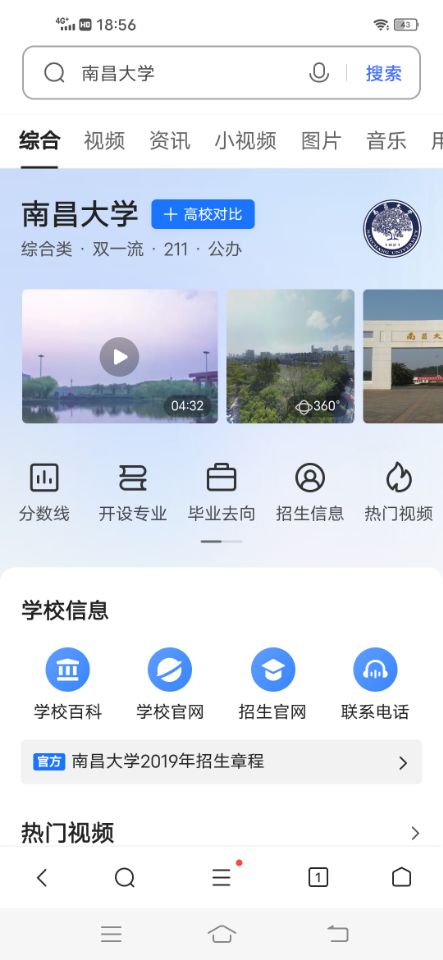 4G+ HD 18:56 43
南昌大学 搜索
综合 视频 资讯 小视频 图片 音乐
南昌大学 + 高校对比
综合类 · 双一流 · 211 · 公办
04:32 360° 南昌大
分数线 开设专业 毕业去向 招生信息 热门视频
学校信息
学校百科 学校官网 招生官网 联系电话
官方 南昌大学2019年招生章程
热门视频
1